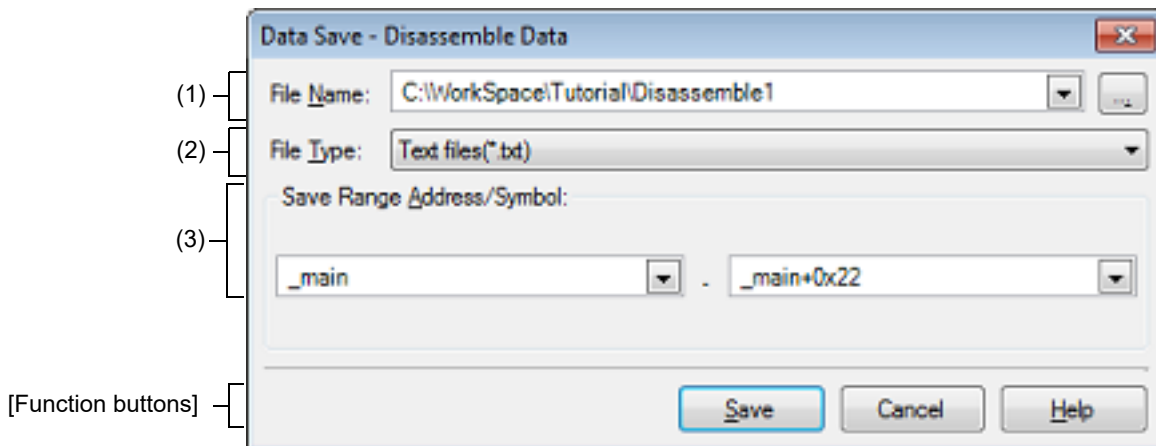 Data Save - Disassemble Data
(1)
File Name: C:\WorkSpace\Tutorial\Disassemble1 ...
(2)
File Type: Text files(*.txt)
Save Range Address/Symbol:
(3)
_main - _main+0x22
[Function buttons]
Save Cancel Help